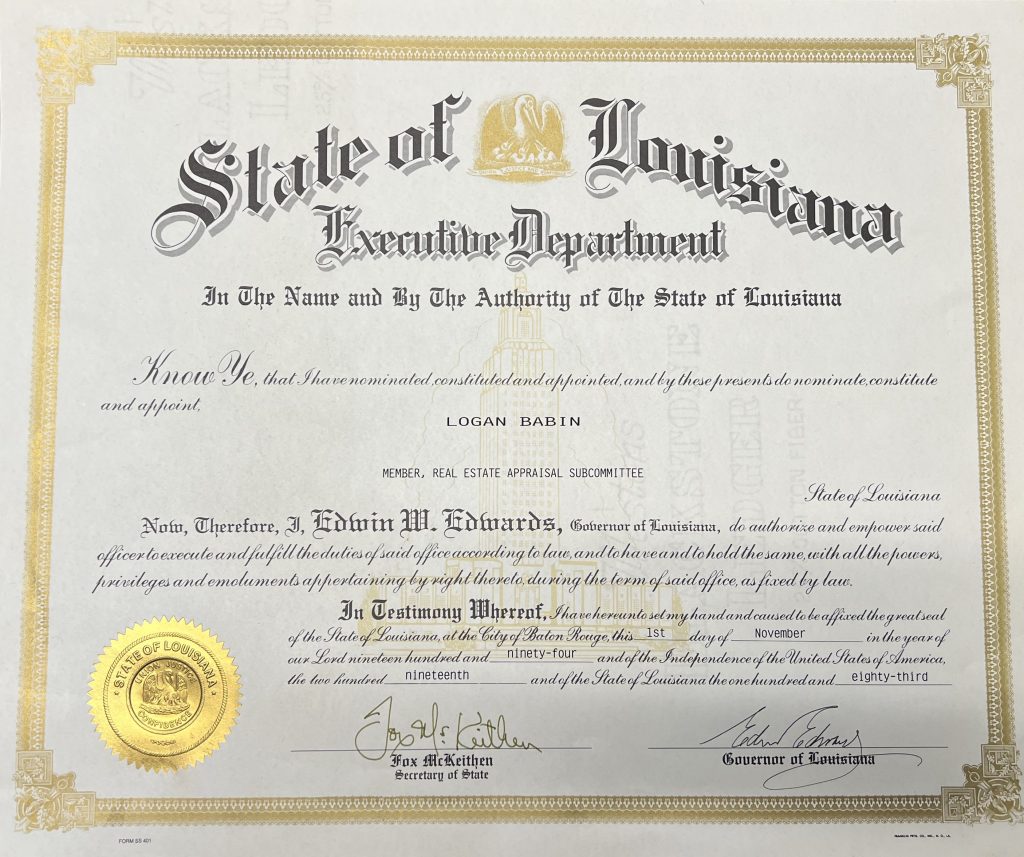 State of Louisiana
Executive Department
In The Name and By The Authority of The State of Louisiana
Know Ye, that I have nominated, constituted and appointed, and by these presents do nominate, constitute
and appoint,
LOGAN BABIN
MEMBER, REAL ESTATE APPRAISAL SUBCOMMITTEE
State of Louisiana
Now, Therefore, I, Edwin W. Edwards, Governor of Louisiana, do authorize and empower said
officer to execute and fulfill the duties of said office according to law, and to have and to hold the same, with all the powers,
privileges and emoluments appertaining by right thereto, during the term of said office, as fixed by law.
In Testimony Whereof, I have hereunto set my hand and caused to be affixed the great seal
of the State of Louisiana, at the City of Baton Rouge, this 1st day of November in the year of
our Lord nineteen hundred and ninety-four and of the Independence of the United States of America,
the two hundred nineteenth and of the State of Louisiana the one hundred and eighty-third
STATE OF LOUISIANA
UNION JUSTICE
CONFIDENCE
Fox McKeithen
Edwin Edwards
Fox McKeithen
Secretary of State
Governor of Louisiana
FORM SS 401